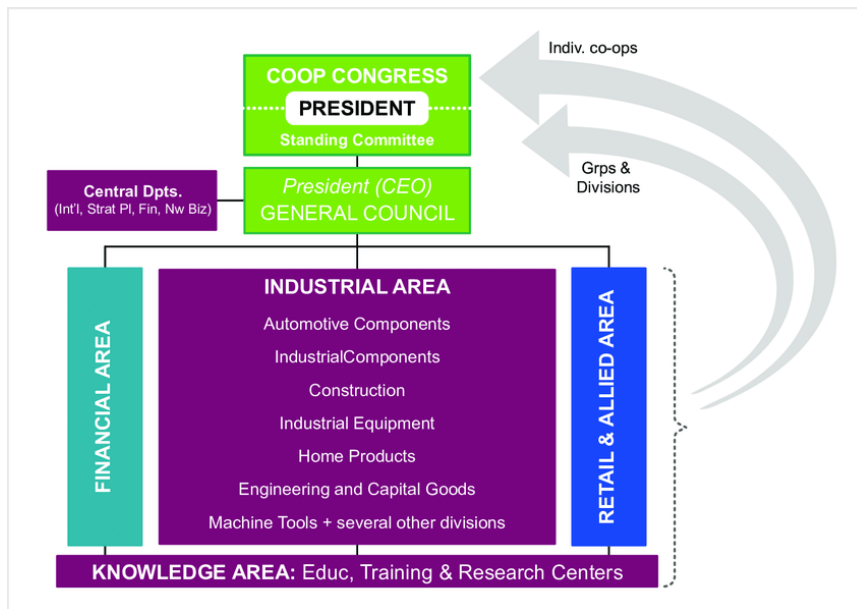 Indiv. co-ops
COOP CONGRESS
PRESIDENT
Standing Committee
Grps &
Divisions
Central Dpts.
(Int'l, Strat Pl, Fin, Nw Biz)
President (CEO)
GENERAL COUNCIL
FINANCIAL AREA
INDUSTRIAL AREA
Automotive Components
IndustrialComponents
Construction
Industrial Equipment
Home Products
Engineering and Capital Goods
Machine Tools + several other divisions
RETAIL & ALLIED AREA
KNOWLEDGE AREA: Educ, Training & Research Centers